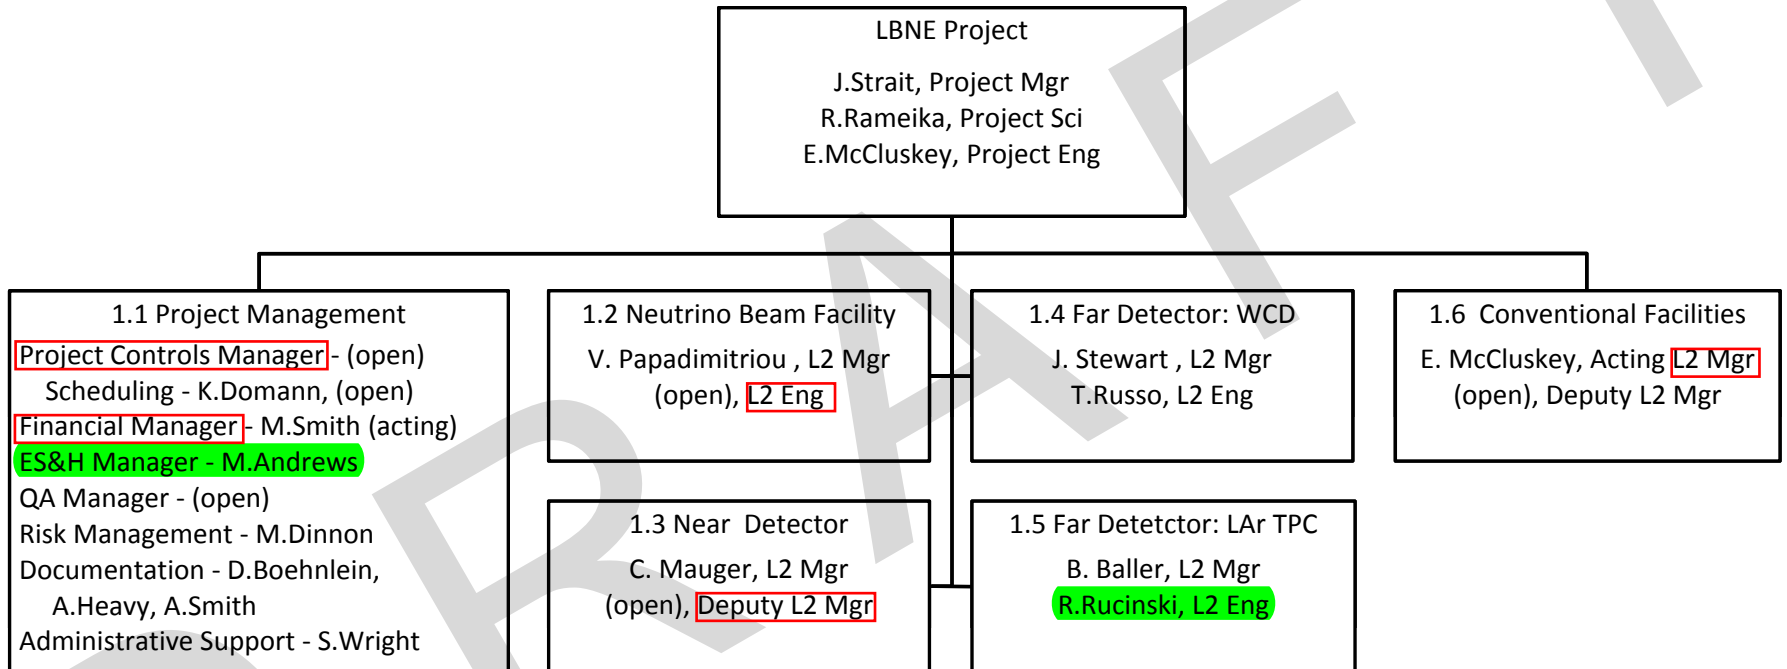 LBNE Project
J.Strait, Project Mgr
R.Rameika, Project Sci
E.McCluskey, Project Eng
1.1 Project Management
Project Controls Manager - (open)
Scheduling - K.Domann, (open)
Financial Manager - M.Smith (acting)
ES&H Manager - M.Andrews
QA Manager - (open)
Risk Management - M.Dinnon
Documentation - D.Boehnlein,
A.Heavy, A.Smith
Administrative Support - S.Wright
1.2 Neutrino Beam Facility
V. Papadimitriou , L2 Mgr
(open), L2 Eng
1.4 Far Detector: WCD
J. Stewart , L2 Mgr
T.Russo, L2 Eng
1.6 Conventional Facilities
E. McCluskey, Acting L2 Mgr
(open), Deputy L2 Mgr
1.3 Near Detector
C. Mauger, L2 Mgr
(open), Deputy L2 Mgr
1.5 Far Detetctor: LAr TPC
B. Baller, L2 Mgr
R.Rucinski, L2 Eng
DRAFT